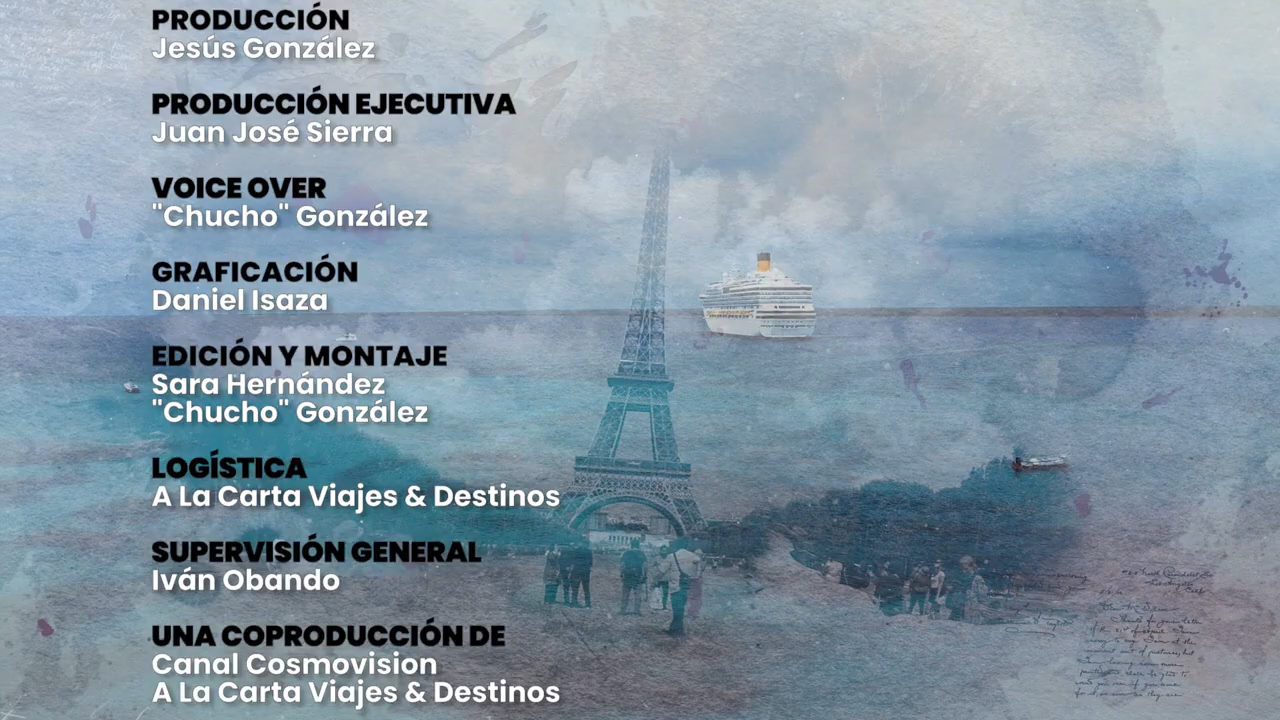 PRODUCCIÓN
Jesús González
PRODUCCIÓN EJECUTIVA
Juan José Sierra
VOICE OVER
"Chucho" González
GRAFICACIÓN
Daniel Isaza
EDICIÓN Y MONTAJE
Sara Hernández
"Chucho" González
LOGÍSTICA
A La Carta Viajes & Destinos
SUPERVISIÓN GENERAL
Iván Obando
UNA COPRODUCCIÓN DE
Canal Cosmovision
A La Carta Viajes & Destinos